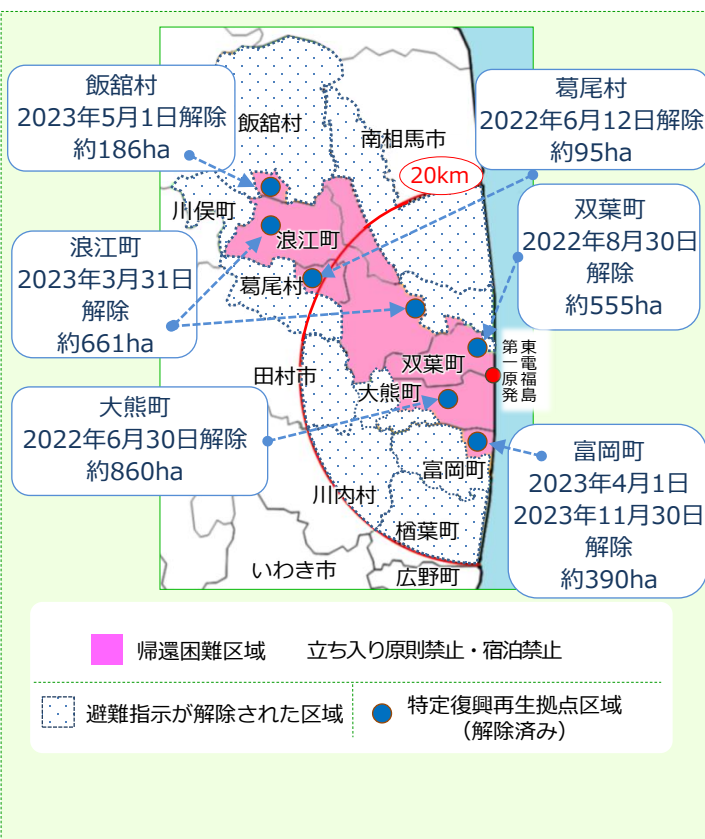 飯舘村
2023年5月1日解除
約186ha
葛尾村
2022年6月12日解除
約95ha
飯舘村
南相馬市
20km
川俣町
浪江町
双葉町
2022年8月30日
解除
約555ha
浪江町
2023年3月31日
解除
約661ha
葛尾村
双葉町
東電福島
第一原発
田村市
大熊町
大熊町
2022年6月30日解除
約860ha
富岡町
富岡町
2023年4月1日
2023年11月30日
解除
約390ha
川内村
楢葉町
いわき市
広野町
帰還困難区域 立ち入り原則禁止・宿泊禁止
避難指示が解除された区域
特定復興再生拠点区域
（解除済み）